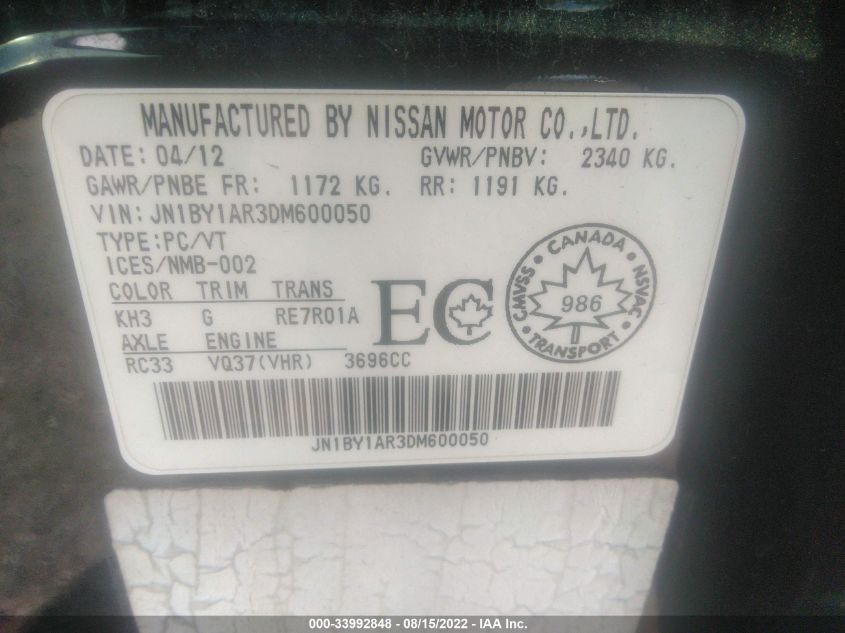 MANUFACTURED BY NISSAN MOTOR CO.,LTD.
DATE: 04/12 GVWR/PNBV: 2340 KG.
GAWR/PNBE FR: 1172 KG. RR: 1191 KG.
VIN: JN1BY1AR3DM600050
TYPE:PC/VT
ICES/NMB-002
COLOR TRIM TRANS
KH3 G RE7R01A
AXLE ENGINE
RC33 VQ37(VHR) 3696CC
EC
CANADA
CMVSS
986
NSVAC
TRANSPORT
JN1BY1AR3DM600050
000-33992848 - 08/15/2022 - IAA Inc.